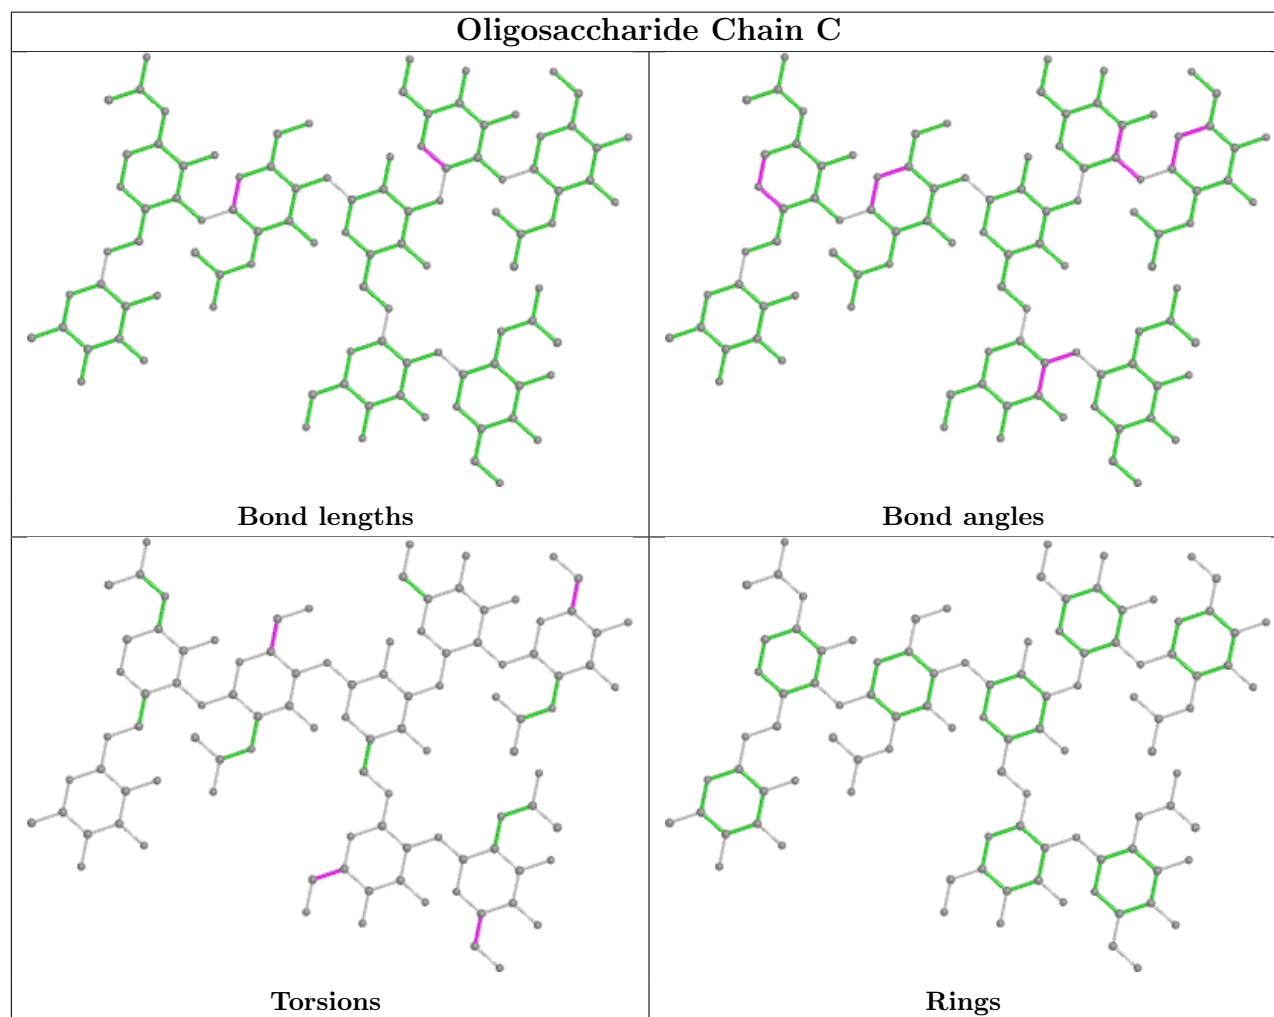 Oligosaccharide Chain C
Bond lengths
Bond angles
Torsions
Rings